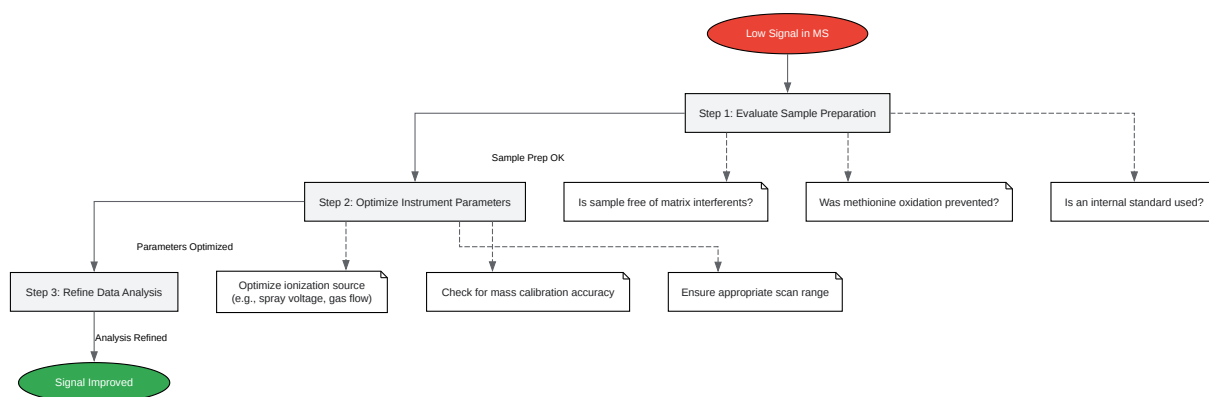 Low Signal in MS
Step 1: Evaluate Sample Preparation
Sample Prep OK
Step 2: Optimize Instrument Parameters
Is sample free of matrix interferents?
Was methionine oxidation prevented?
Is an internal standard used?
Parameters Optimized
Step 3: Refine Data Analysis
Optimize ionization source
(e.g., spray voltage, gas flow)
Check for mass calibration accuracy
Ensure appropriate scan range
Analysis Refined
Signal Improved